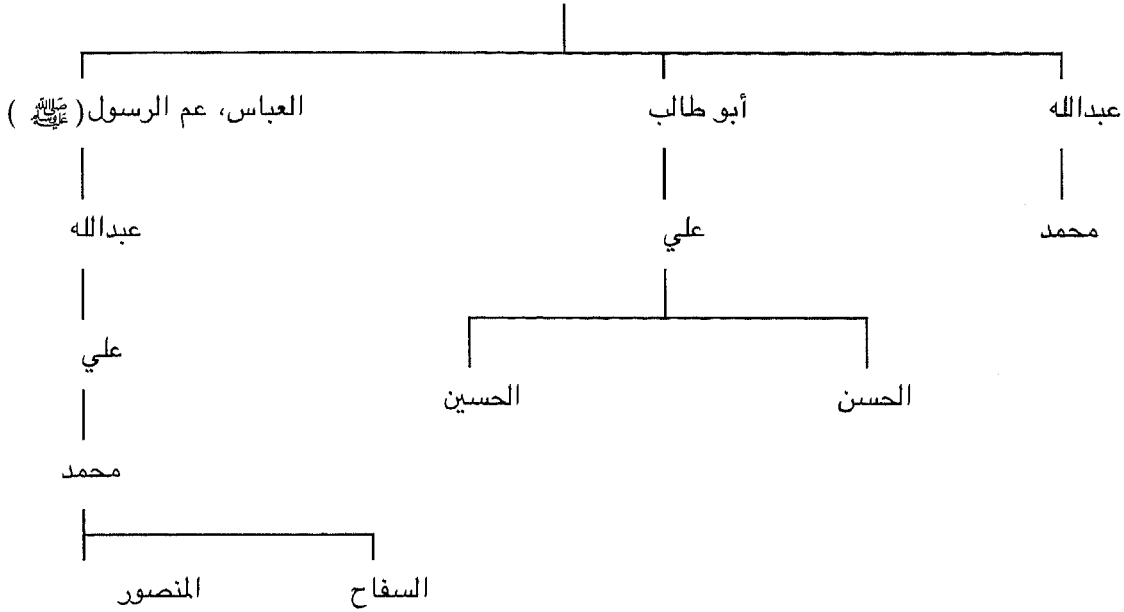 عبدالله
أبو طالب
العباس، عم الرسول (ﷺ)
محمد
علي
عبدالله
علي
الحسن
الحسين
محمد
السفاح
المنصور